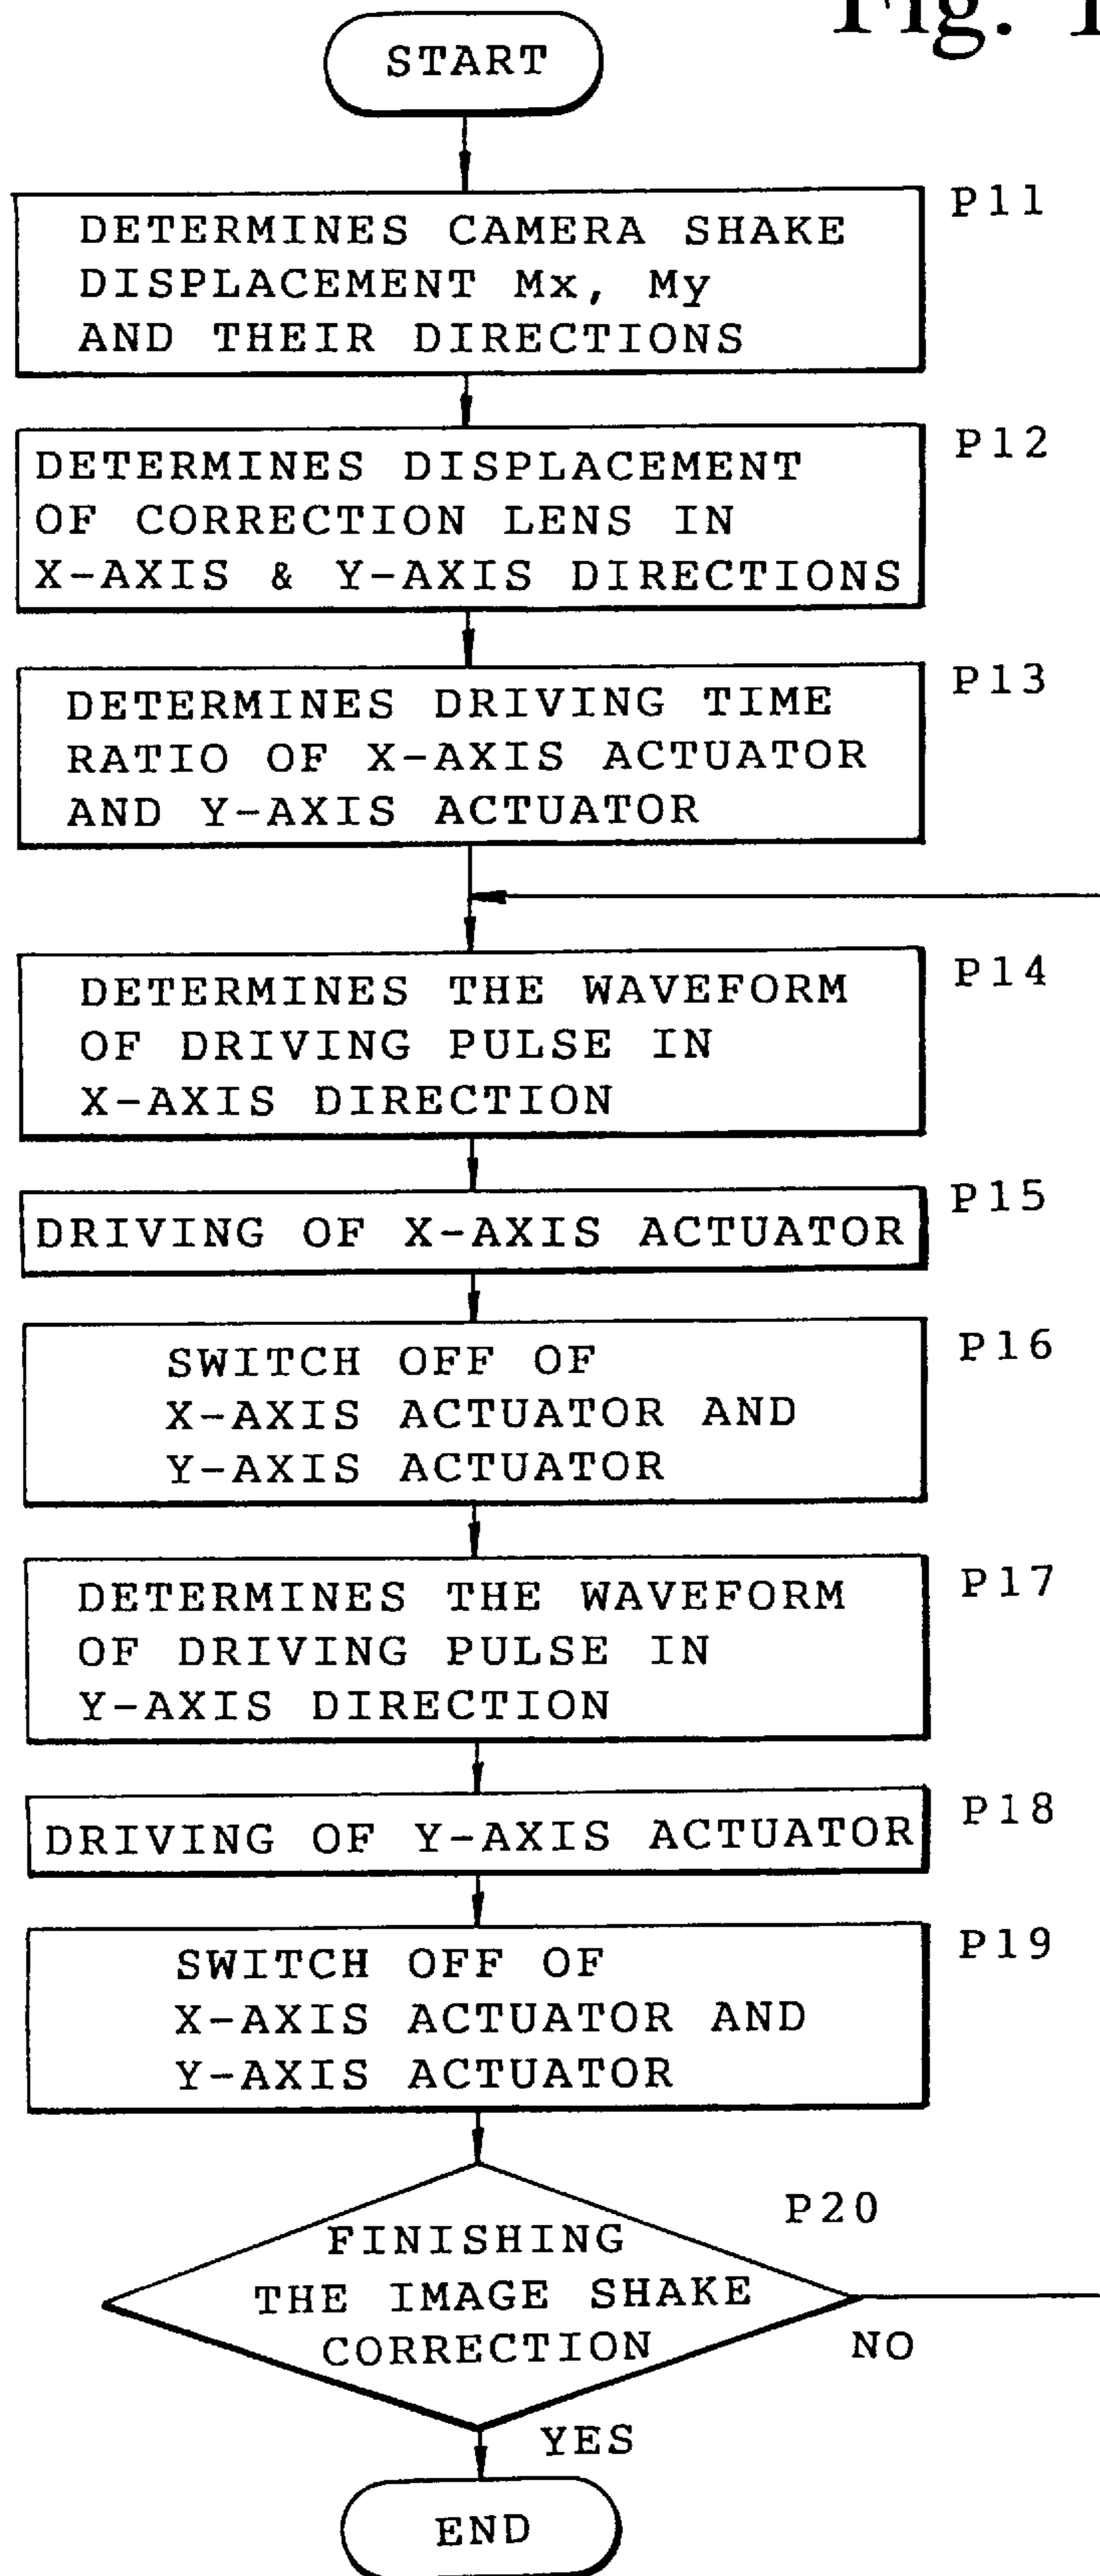 Fig. 1
START
P11
DETERMINES CAMERA SHAKE
DISPLACEMENT Mx, My
AND THEIR DIRECTIONS
P12
DETERMINES DISPLACEMENT
OF CORRECTION LENS IN
X-AXIS & Y-AXIS DIRECTIONS
P13
DETERMINES DRIVING TIME
RATIO OF X-AXIS ACTUATOR
AND Y-AXIS ACTUATOR
P14
DETERMINES THE WAVEFORM
OF DRIVING PULSE IN
X-AXIS DIRECTION
P15
DRIVING OF X-AXIS ACTUATOR
P16
SWITCH OFF OF
X-AXIS ACTUATOR AND
Y-AXIS ACTUATOR
P17
DETERMINES THE WAVEFORM
OF DRIVING PULSE IN
Y-AXIS DIRECTION
P18
DRIVING OF Y-AXIS ACTUATOR
P19
SWITCH OFF OF
X-AXIS ACTUATOR AND
Y-AXIS ACTUATOR
P20
FINISHING
THE IMAGE SHAKE
CORRECTION
NO
YES
END